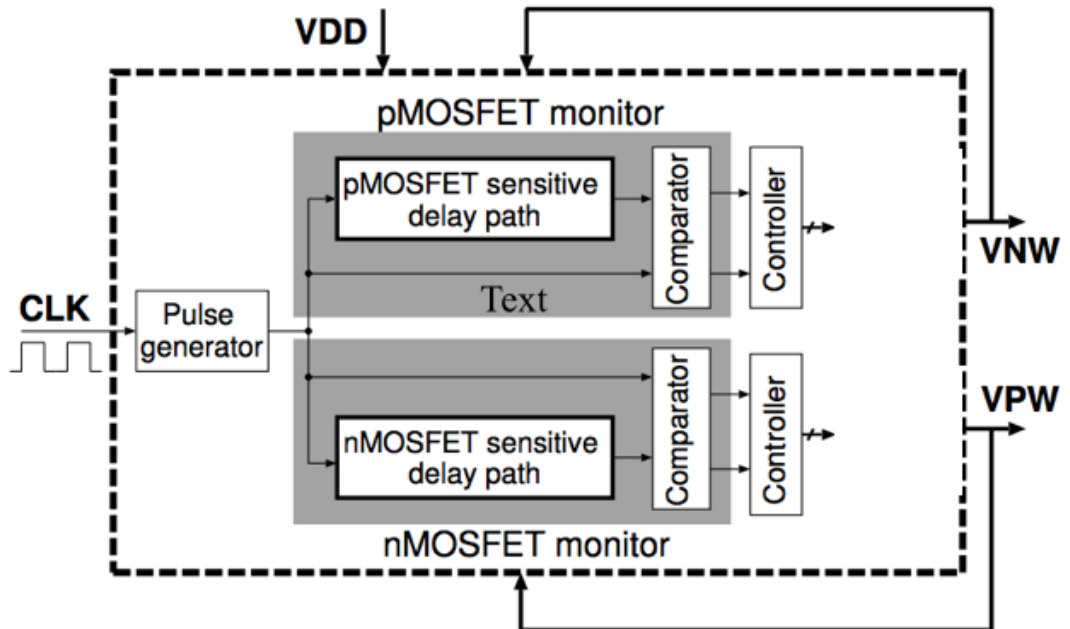 VDD
pMOSFET monitor
pMOSFET sensitive
delay path
Comparator
Controller
VNW
Text
CLK
Pulse
generator
VPW
nMOSFET sensitive
delay path
Comparator
Controller
nMOSFET monitor